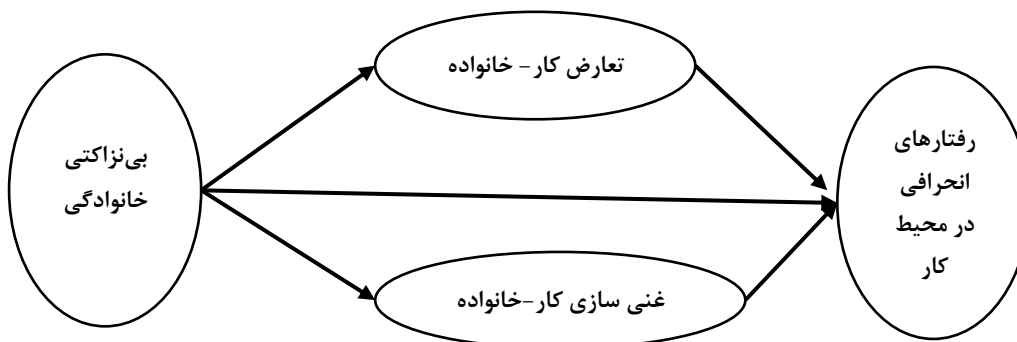 تعارض کار- خانواده
بی‌نزاکتی
خانوادگی
رفتارهای
انحرافی
در محیط
کار
غنی سازی کار-خانواده